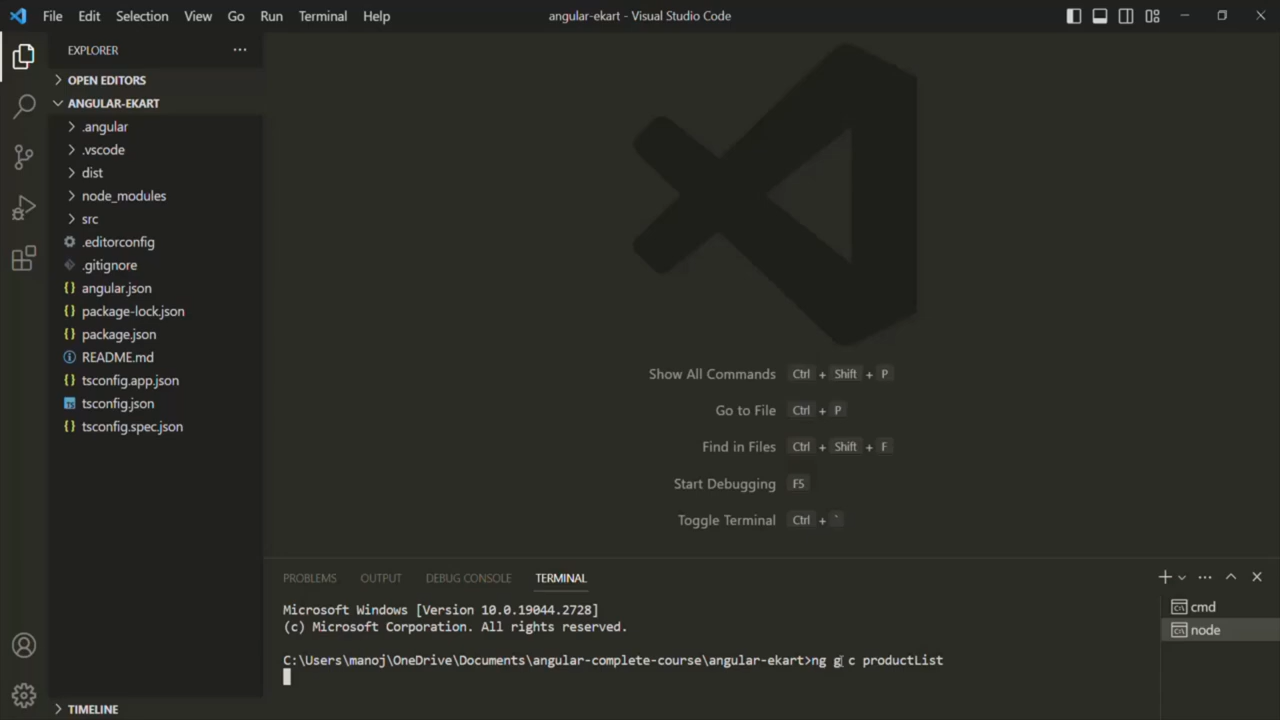 File Edit Selection View Go Run Terminal Help
angular-ekart - Visual Studio Code
EXPLORER
OPEN EDITORS
ANGULAR-EKART
.angular
.vscode
dist
node_modules
src
.editorconfig
.gitignore
angular.json
package-lock.json
package.json
README.md
tsconfig.app.json
tsconfig.json
tsconfig.spec.json
TIMELINE
Show All Commands Ctrl + Shift + P
Go to File Ctrl + P
Find in Files Ctrl + Shift + F
Start Debugging F5
Toggle Terminal Ctrl + `
PROBLEMS OUTPUT DEBUG CONSOLE TERMINAL
Microsoft Windows [Version 10.0.19044.2728]
(c) Microsoft Corporation. All rights reserved.
C:\Users\manoj\OneDrive\Documents\angular-complete-course\angular-ekart>ng g c productList
cmd
node